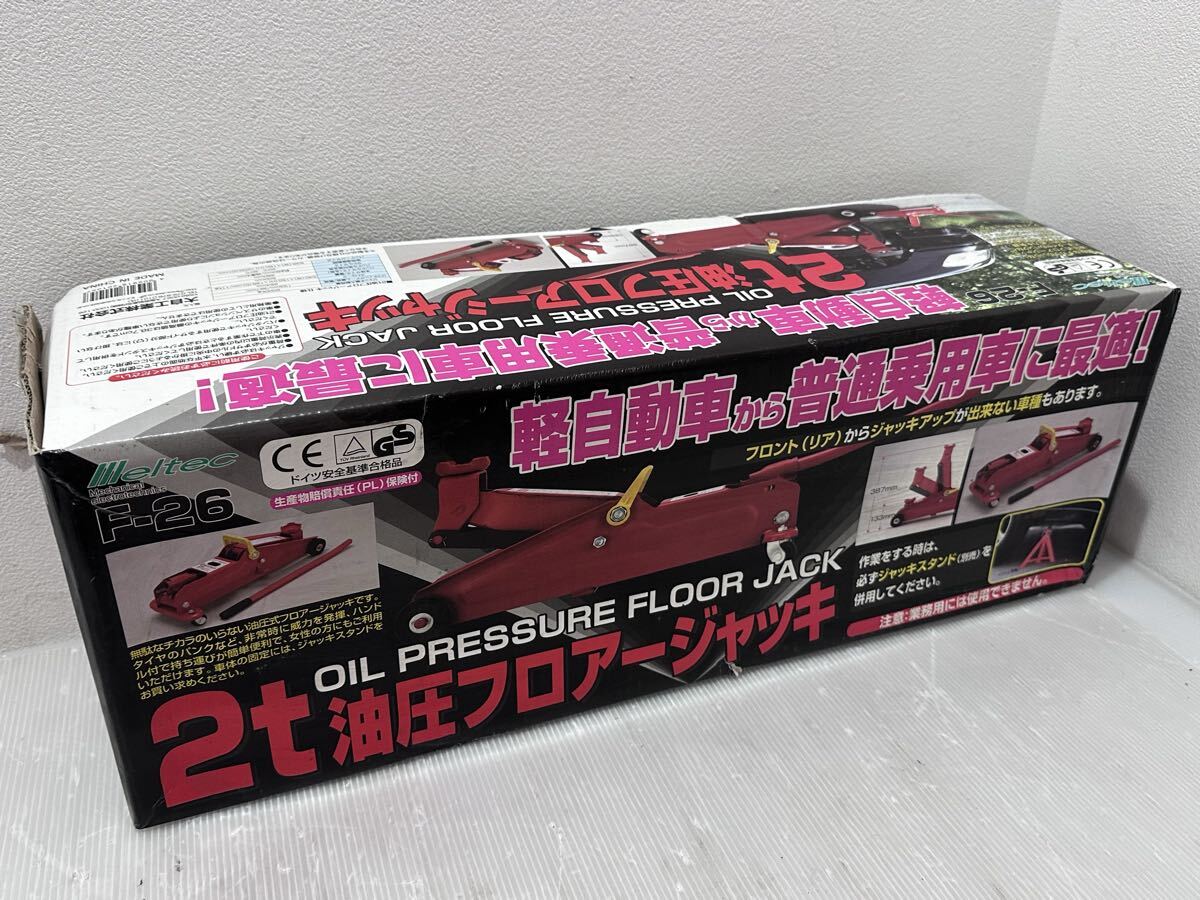 Meltec
Mechanical
electrotechnics
F-26
CE
TÜV Rheinland
GS
ドイツ安全基準合格品
生産物賠償責任(PL)保険付
軽自動車から普通乗用車に最適!
フロント(リア)からジャッキアップが出来ない車種もあります。
387mm
133mm
無駄なチカラのいらない油圧式フロアージャッキです。
タイヤのパンクなど、非常時に威力を発揮、ハンド
ル付で持ち運びが簡単便利で、女性の方にもご利用
いただけます。車体の固定には、ジャッキスタンドを
お買い求めください。
OIL PRESSURE FLOOR JACK
2t油圧フロアージャッキ
作業をする時は、
必ずジャッキスタンド(別売)を
併用してください。
注意:業務用には使用できません。
軽自動車から普通乗用車に最適!
OIL PRESSURE FLOOR JACK
2t油圧フロアージャッキ
Meltec
CE
大自工業株式会社
MADE IN CHINA